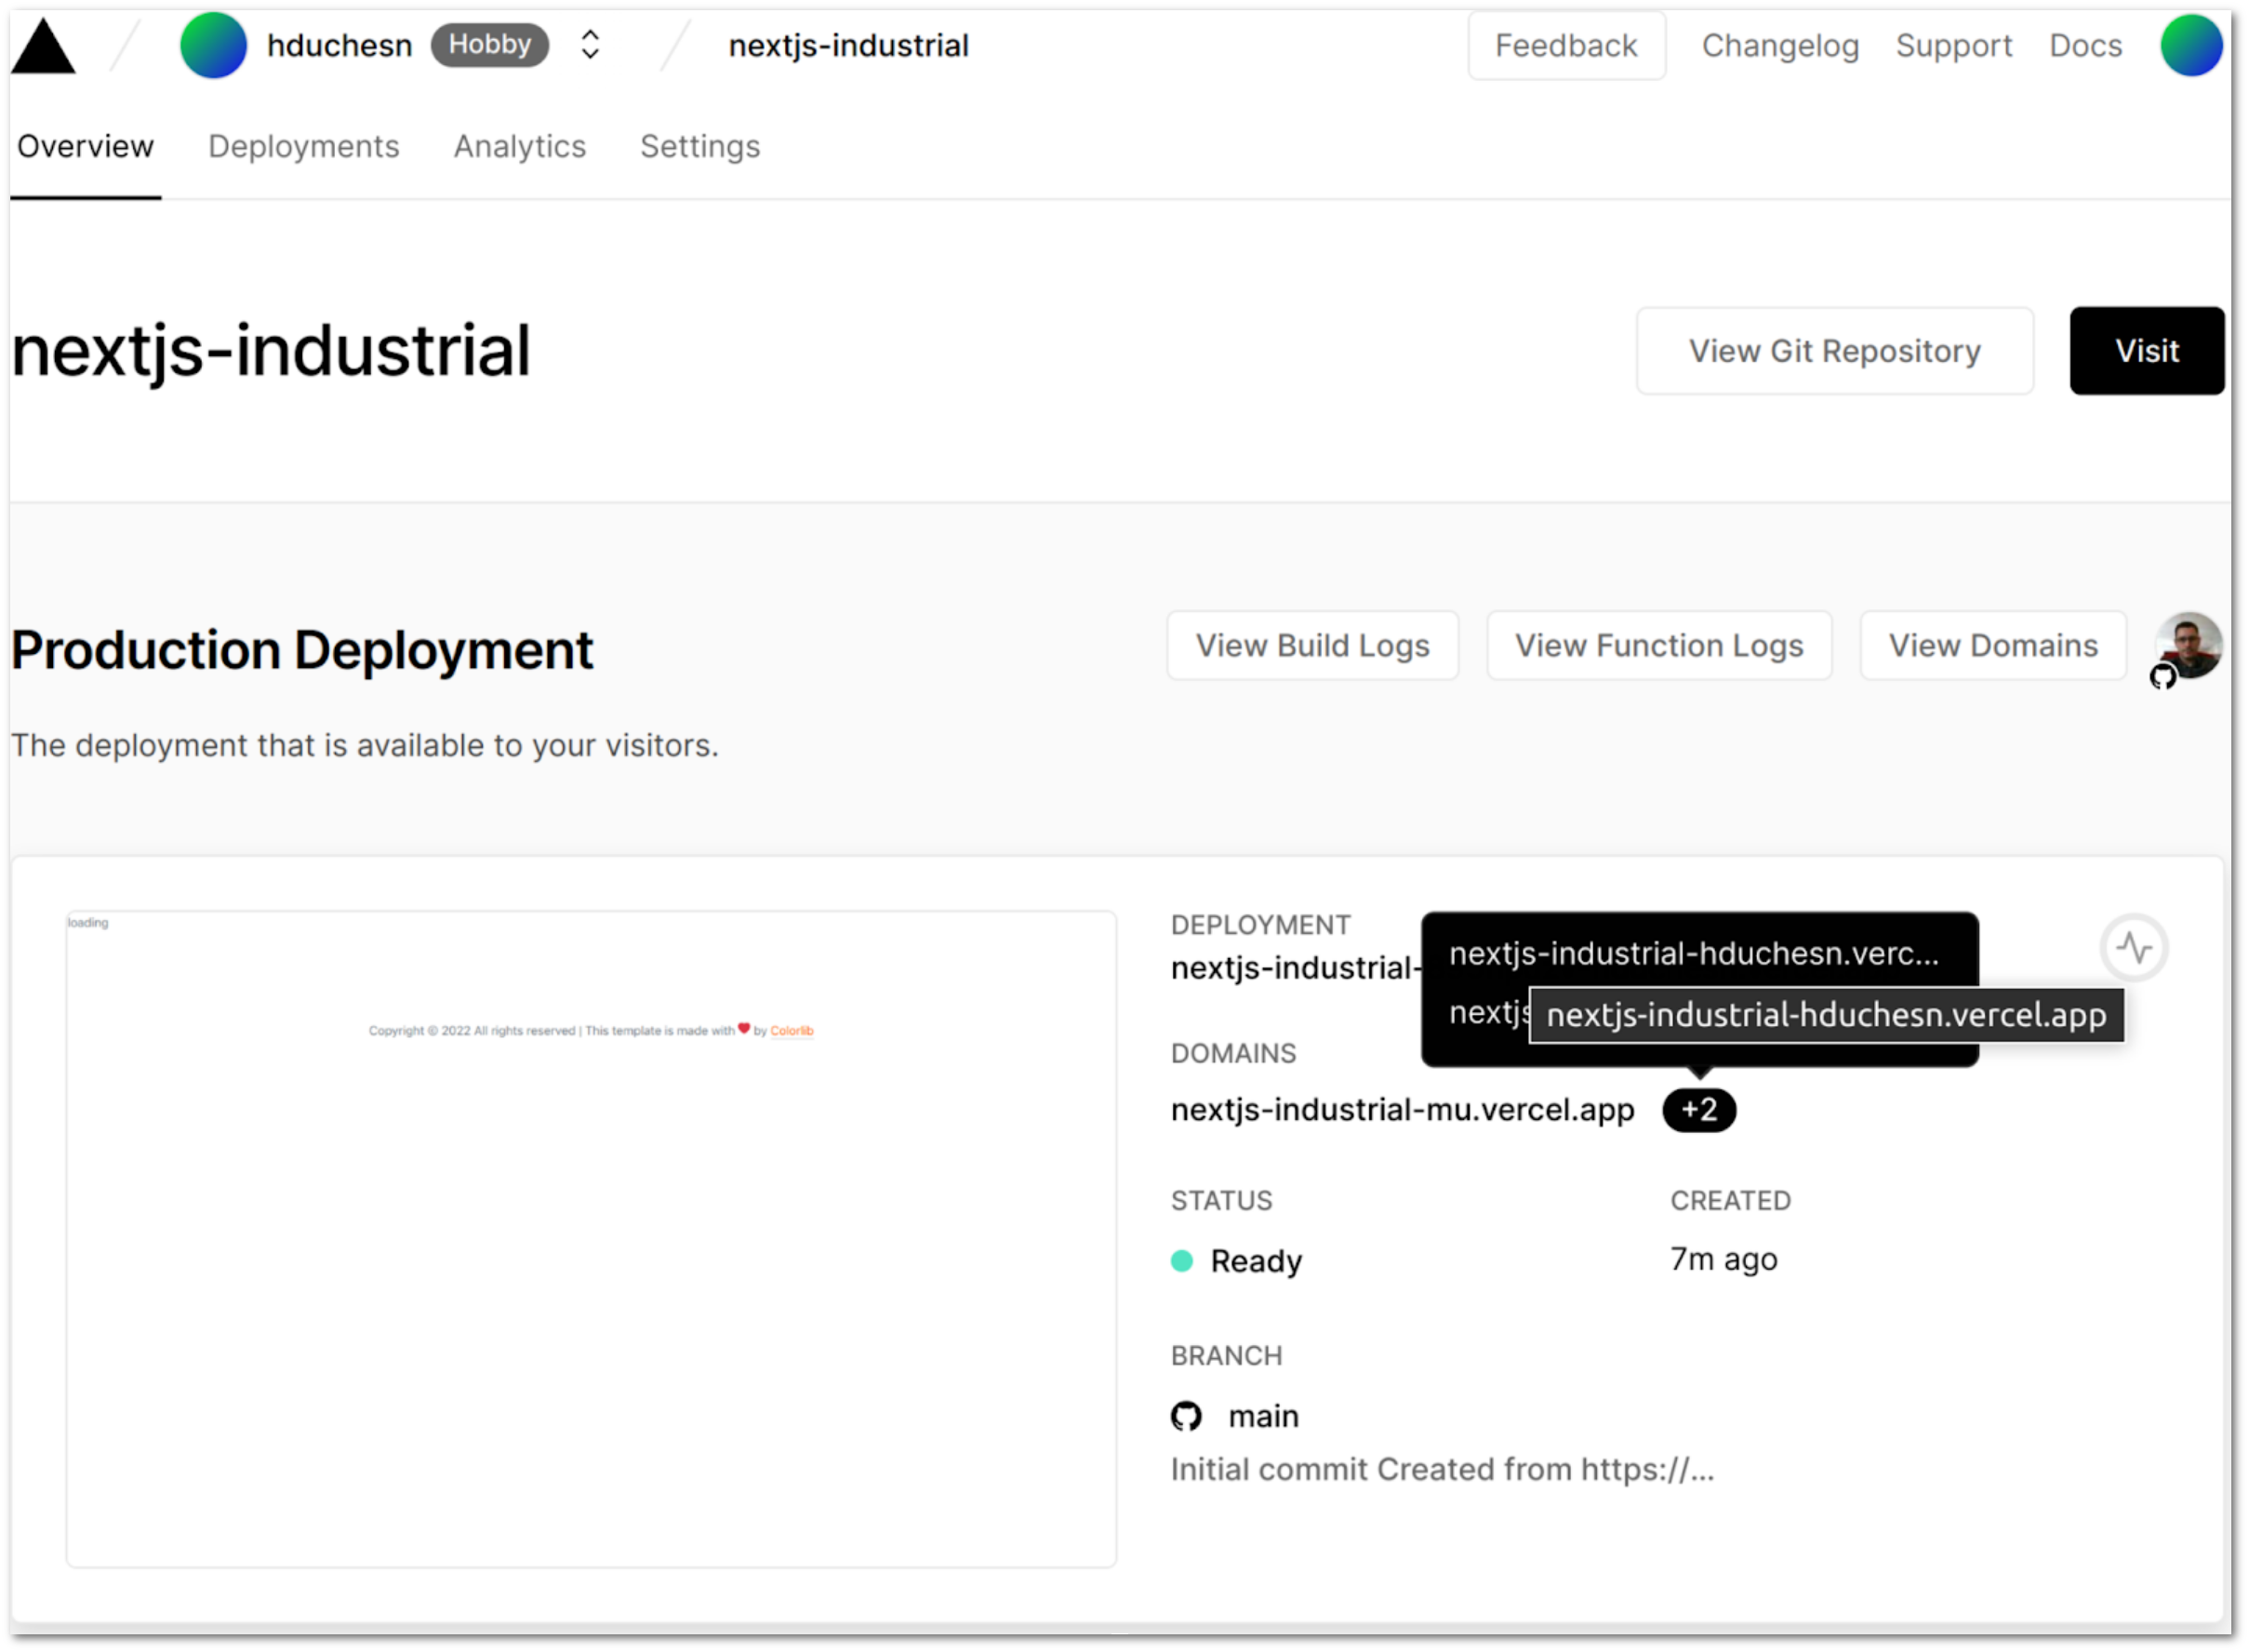 hduchesn Hobby nextjs-industrial Feedback Changelog Support Docs
Overview Deployments Analytics Settings
nextjs-industrial View Git Repository Visit
Production Deployment View Build Logs View Function Logs View Domains
The deployment that is available to your visitors.
loading
Copyright © 2022 All rights reserved | This template is made with ❤ by Colorlib
DEPLOYMENT
nextjs-industrial-
nextjs-industrial-hduchesn.verc...
nextjs
nextjs-industrial-hduchesn.vercel.app
DOMAINS
nextjs-industrial-mu.vercel.app +2
STATUS CREATED
Ready 7m ago
BRANCH
main
Initial commit Created from https://...